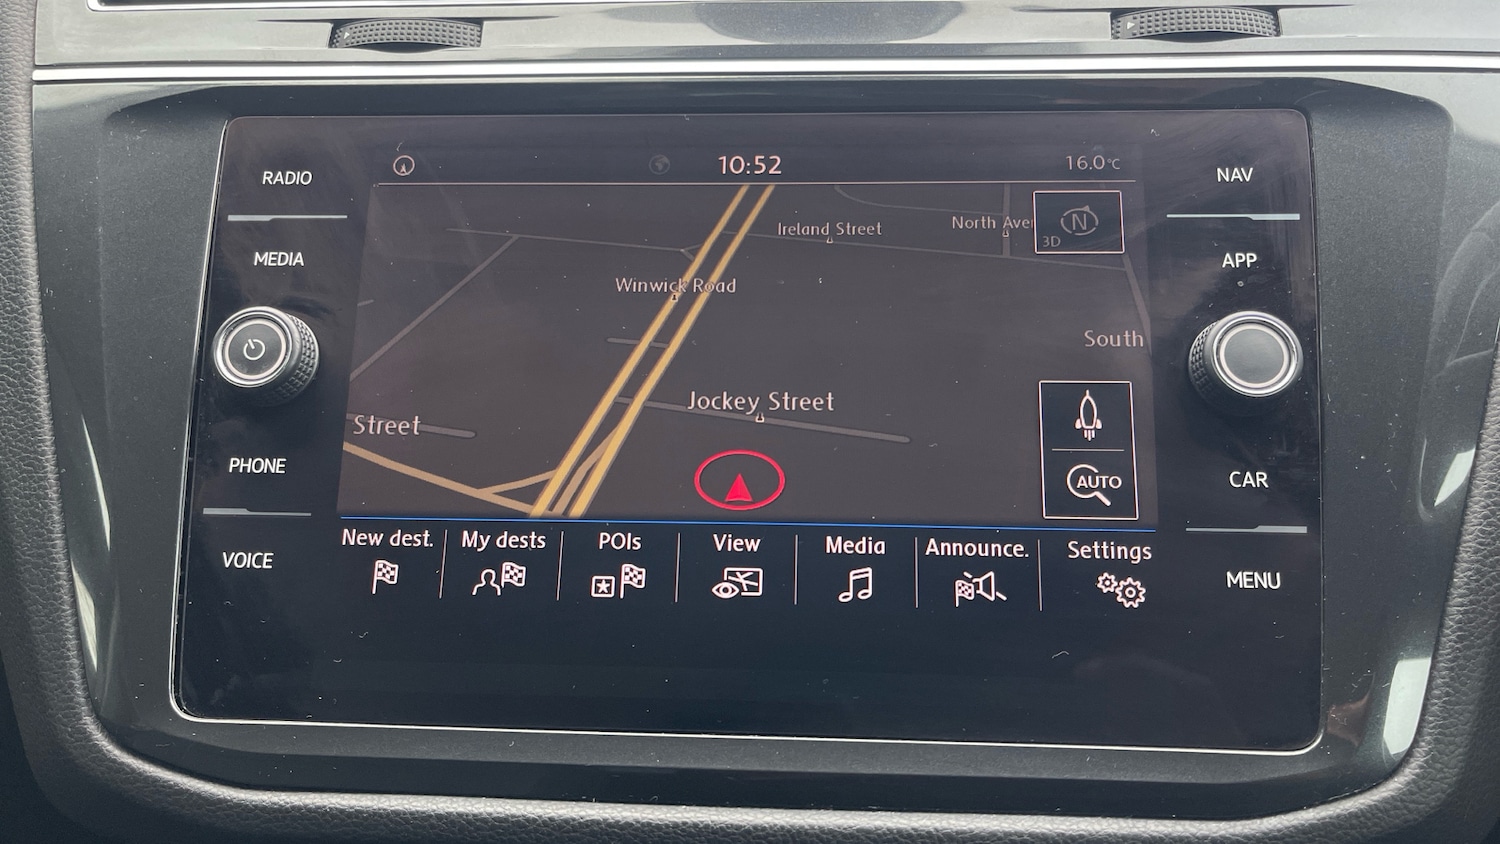 RADIO
MEDIA
PHONE
VOICE
10:52
16.0°C
Ireland Street
North Aver
N
3D
Winwick Road
South
Jockey Street
Street
AUTO
New dest.
My dests
POIs
View
Media
Announce.
Settings
NAV
APP
CAR
MENU